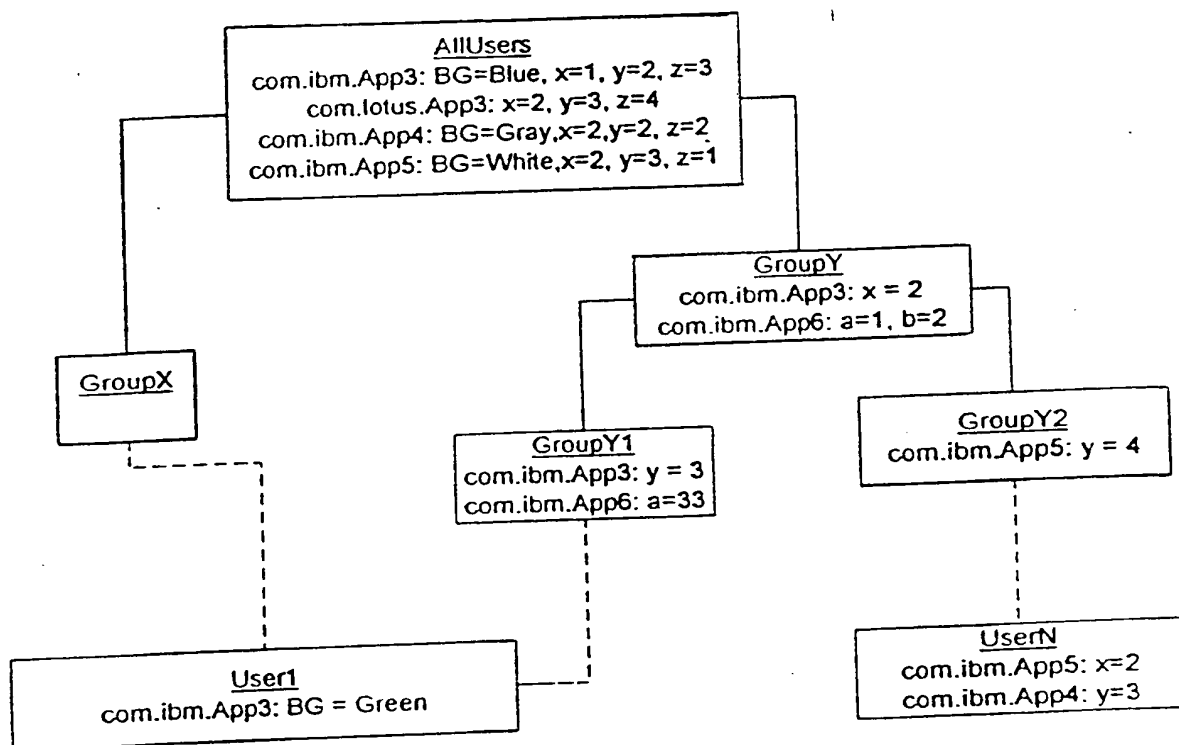 AllUsers
com.ibm.App3: BG=Blue, x=1, y=2, z=3
com.lotus.App3: x=2, y=3, z=4
com.ibm.App4: BG=Gray,x=2,y=2, z=2
com.ibm.App5: BG=White,x=2, y=3, z=1
GroupY
com.ibm.App3: x = 2
com.ibm.App6: a=1, b=2
GroupX
GroupY1
com.ibm.App3: y = 3
com.ibm.App6: a=33
GroupY2
com.ibm.App5: y = 4
User1
com.ibm.App3: BG = Green
UserN
com.ibm.App5: x=2
com.ibm.App4: y=3